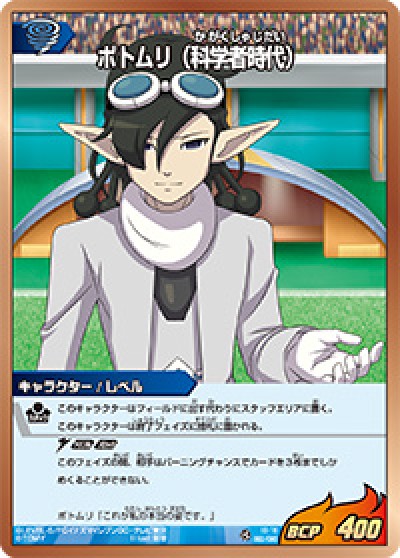 かがくしゃじだい
ボトムリ（科学者時代）
キャラクター / レベル
このキャラクターはフィールドに出す代わりにスタッフエリアに置く。
このキャラクターは終了フェイズに捨札に置かれる。
このフェイズの間、相手はバーニングチャンスでカードを3枚までしか
めくることができない。
ボトムリ「これが私の本当の姿です。」
BCP 400